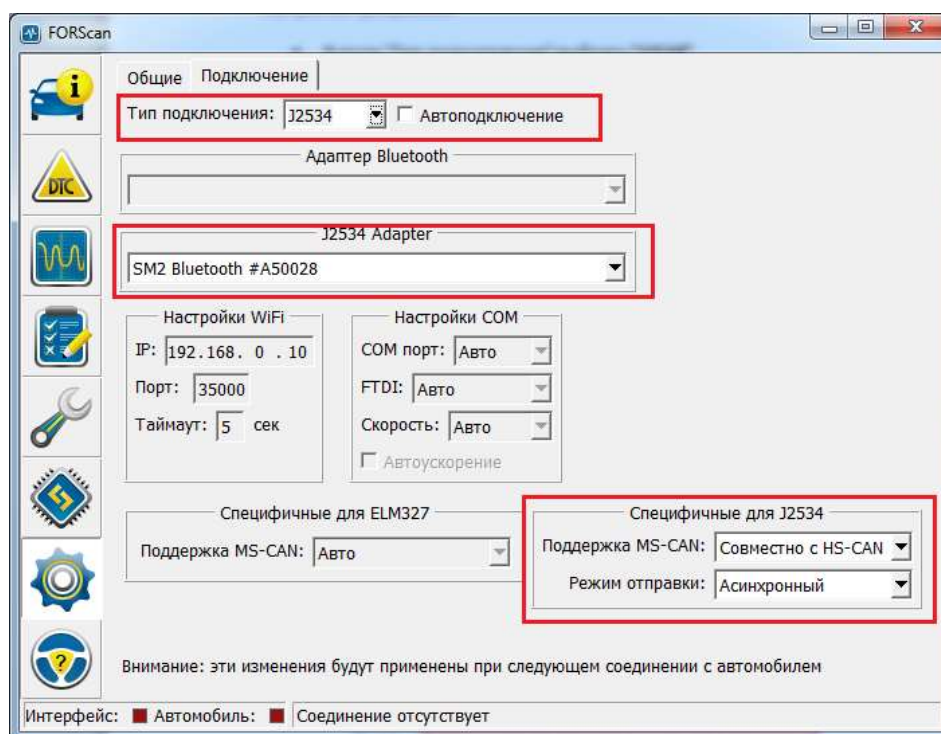 FORScan
Общие Подключение
Тип подключения: J2534 Автоподключение
Адаптер Bluetooth
J2534 Adapter
SM2 Bluetooth #A50028
Настройки WiFi
IP: 192.168. 0 . 10
Порт: 35000
Таймаут: 5 сек
Настройки COM
COM порт: Авто
FTDI: Авто
Скорость: Авто
Автоускорение
Специфичные для ELM327
Поддержка MS-CAN: Авто
Специфичные для J2534
Поддержка MS-CAN: Совместно с HS-CAN
Режим отправки: Асинхронный
Внимание: эти изменения будут применены при следующем соединении с автомобилем
Интерфейс: Автомобиль: Соединение отсутствует
i
DTC
?